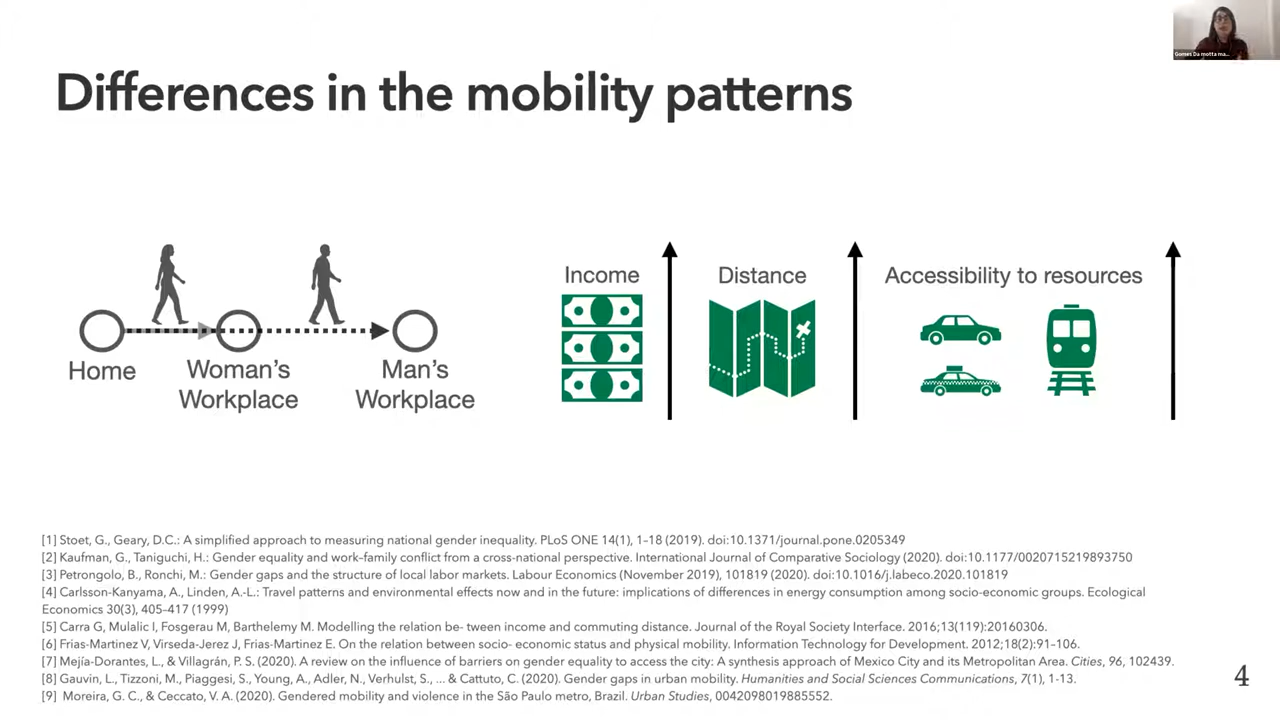 Gomes Da motta ma...
Differences in the mobility patterns
Home
Woman's
Workplace
Man's
Workplace
Income
Distance
Accessibility to resources
[1] Stoet, G., Geary, D.C.: A simplified approach to measuring national gender inequality. PLoS ONE 14(1), 1–18 (2019). doi:10.1371/journal.pone.0205349
[2] Kaufman, G., Taniguchi, H.: Gender equality and work–family conflict from a cross-national perspective. International Journal of Comparative Sociology (2020). doi:10.1177/0020715219893750
[3] Petrongolo, B., Ronchi, M.: Gender gaps and the structure of local labor markets. Labour Economics (November 2019), 101819 (2020). doi:10.1016/j.labeco.2020.101819
[4] Carlsson-Kanyama, A., Linden, A.-L.: Travel patterns and environmental effects now and in the future: implications of differences in energy consumption among socio-economic groups. Ecological
Economics 30(3), 405–417 (1999)
[5] Carra G, Mulalic I, Fosgerau M, Barthelemy M. Modelling the relation be- tween income and commuting distance. Journal of the Royal Society Interface. 2016;13(119):20160306.
[6] Frias-Martinez V, Virseda-Jerez J, Frias-Martinez E. On the relation between socio- economic status and physical mobility. Information Technology for Development. 2012;18(2):91–106.
[7] Mejía-Dorantes, L., & Villagrán, P. S. (2020). A review on the influence of barriers on gender equality to access the city: A synthesis approach of Mexico City and its Metropolitan Area. Cities, 96, 102439.
[8] Gauvin, L., Tizzoni, M., Piaggesi, S., Young, A., Adler, N., Verhulst, S., ... & Cattuto, C. (2020). Gender gaps in urban mobility. Humanities and Social Sciences Communications, 7(1), 1-13.
[9] Moreira, G. C., & Ceccato, V. A. (2020). Gendered mobility and violence in the São Paulo metro, Brazil. Urban Studies, 0042098019885552.
4